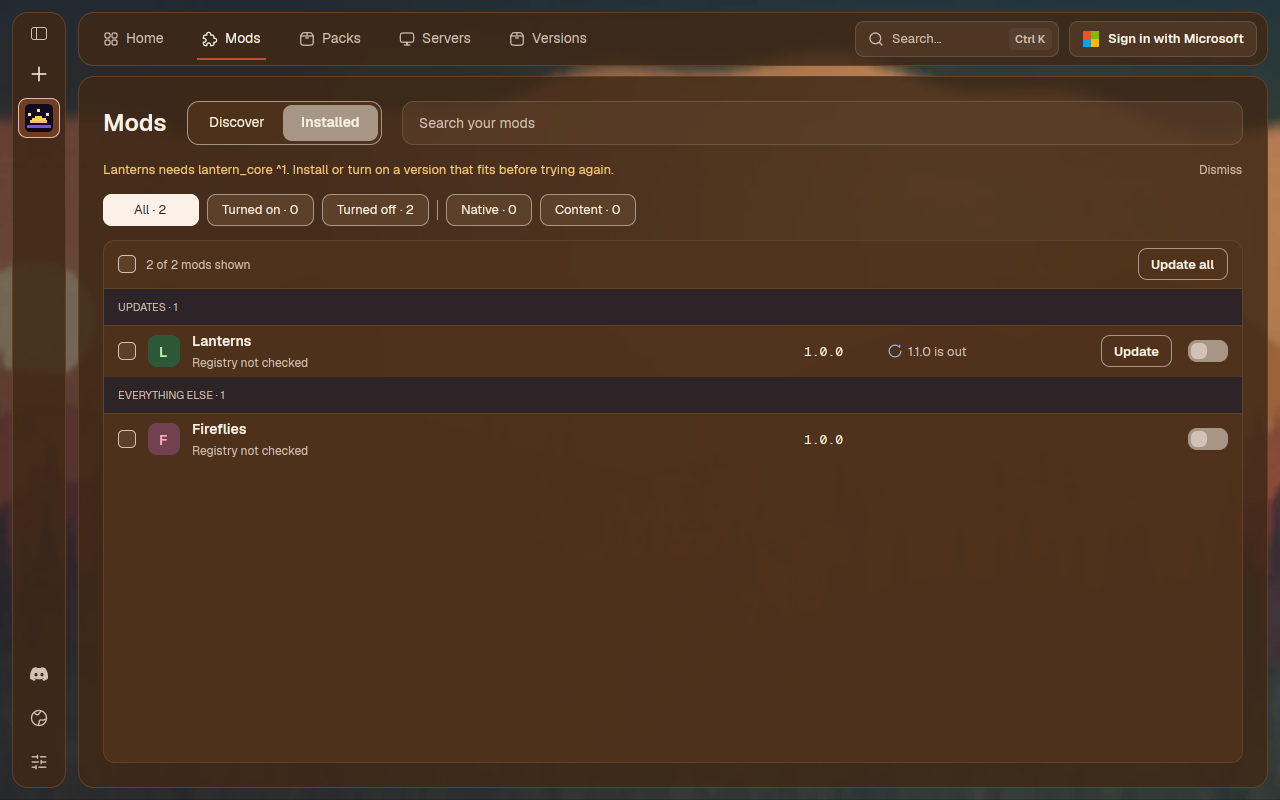 Home
Mods
Packs
Servers
Versions
Search...
Ctrl K
Sign in with Microsoft
Mods
Discover
Installed
Search your mods
Lanterns needs lantern_core ^1. Install or turn on a version that fits before trying again.
Dismiss
All · 2
Turned on · 0
Turned off · 2
Native · 0
Content · 0
2 of 2 mods shown
Update all
UPDATES · 1
L
Lanterns
Registry not checked
1.0.0
1.1.0 is out
Update
EVERYTHING ELSE · 1
F
Fireflies
Registry not checked
1.0.0